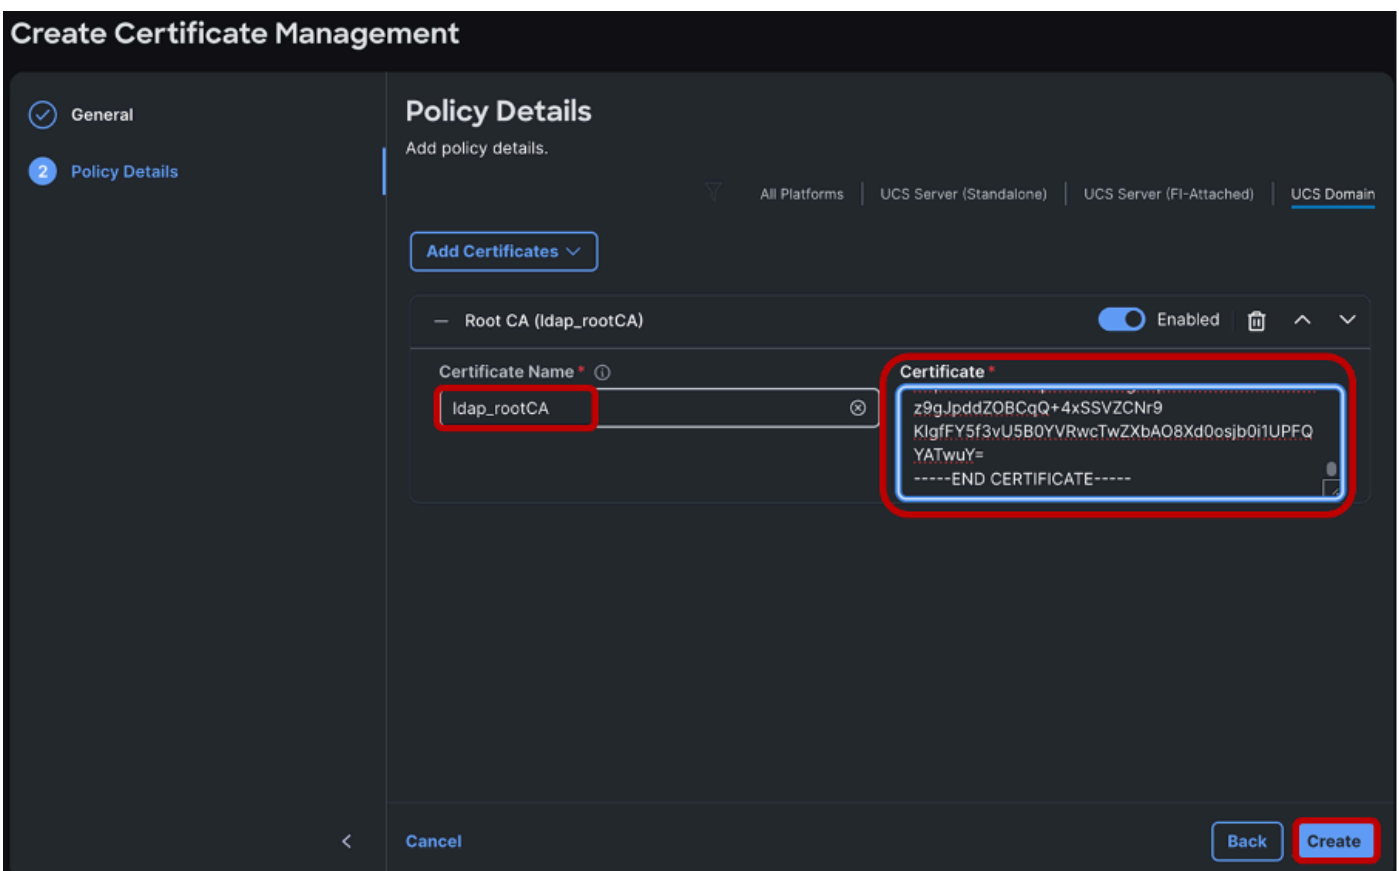 Create Certificate Management
General
2
Policy Details
Policy Details
Add policy details.
All Platforms
UCS Server (Standalone)
UCS Server (FI-Attached)
UCS Domain
Add Certificates
Root CA (ldap_rootCA)
Enabled
Certificate Name *
Certificate *
ldap_rootCA
z9gJpddZOBCqQ+4xSSVZCNr9
KIgfFY5f3vU5B0YVRwcTwZXbAO8Xd0osjb0i1UPFQ
YATwuY=
-----END CERTIFICATE-----
Cancel
Back
Create